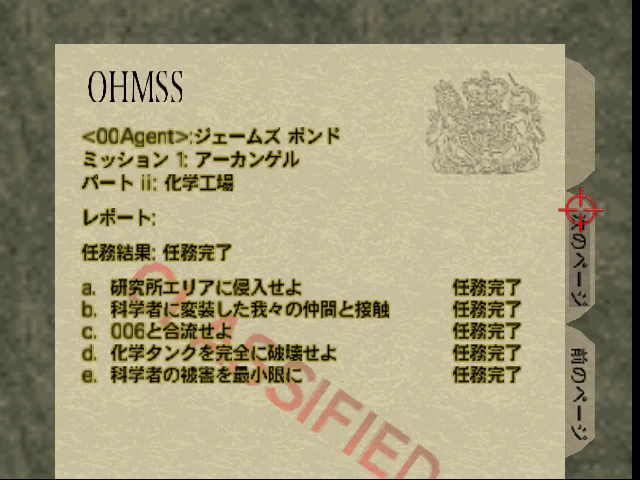 OHMSS
<00Agent>:ジェームズ ボンド
ミッション 1: アーカンゲル
パート ii: 化学工場
レポート:
任務結果: 任務完了
a. 研究所エリアに侵入せよ 任務完了
b. 科学者に変装した我々の仲間と接触 任務完了
c. 006と合流せよ 任務完了
d. 化学タンクを完全に破壊せよ 任務完了
e. 科学者の被害を最小限に 任務完了
CLASSIFIED
次のページ
前のページ